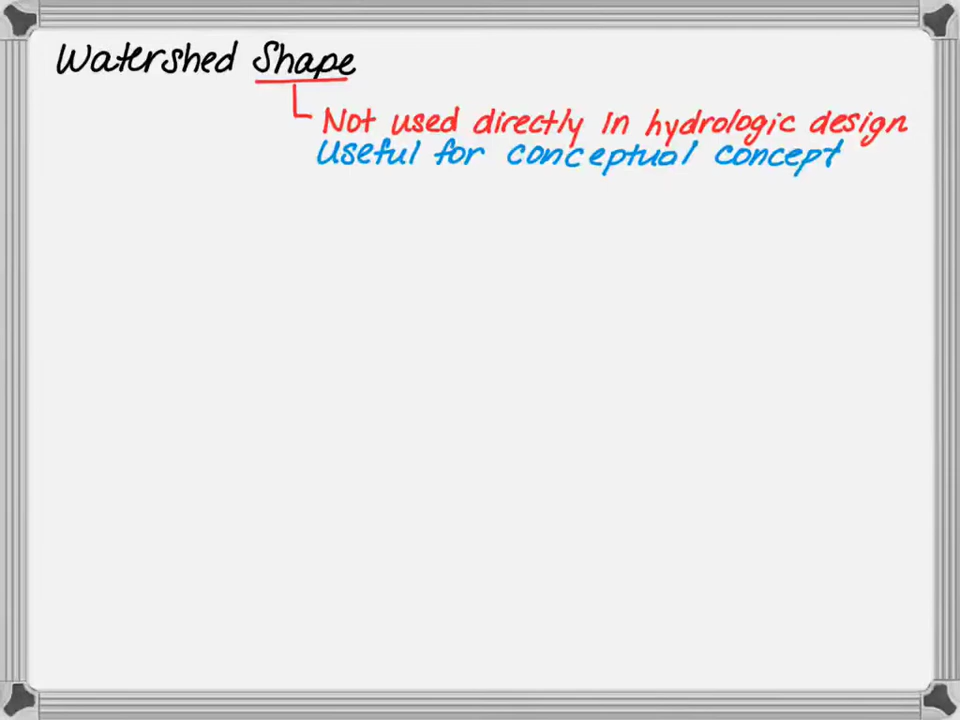 Watershed Shape
Not used directly in hydrologic design
Useful for conceptual concept